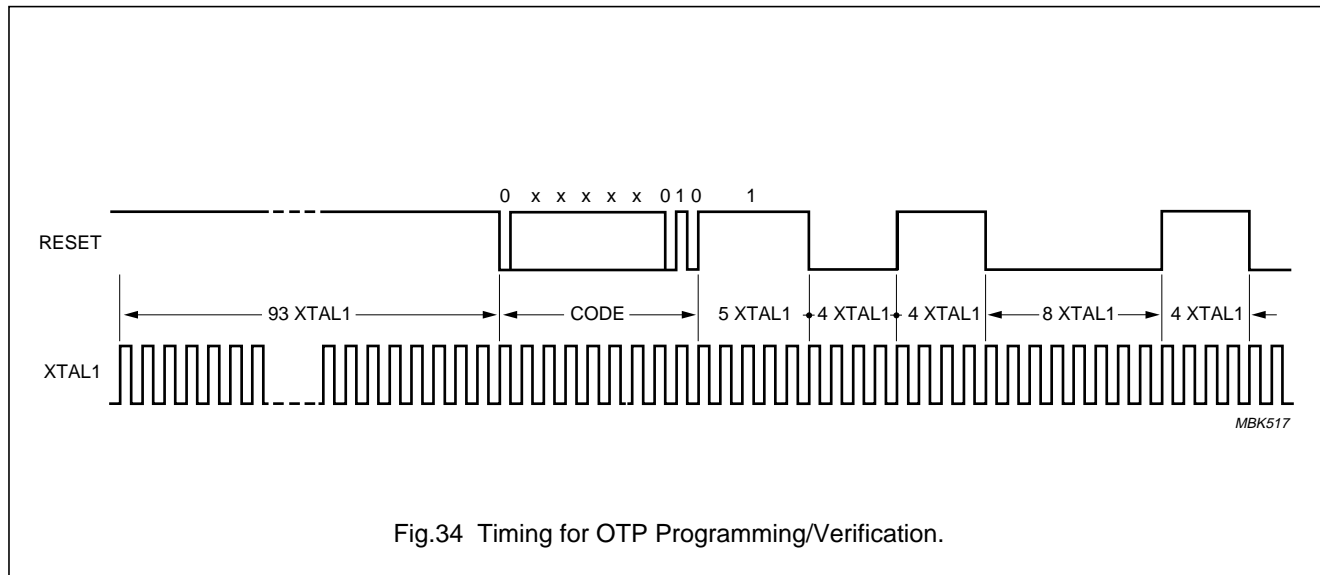 0 x x x x x 0 1 0 1
RESET
93 XTAL1 CODE 5 XTAL1 4 XTAL1 4 XTAL1 8 XTAL1 4 XTAL1
XTAL1
MBK517
Fig.34 Timing for OTP Programming/Verification.